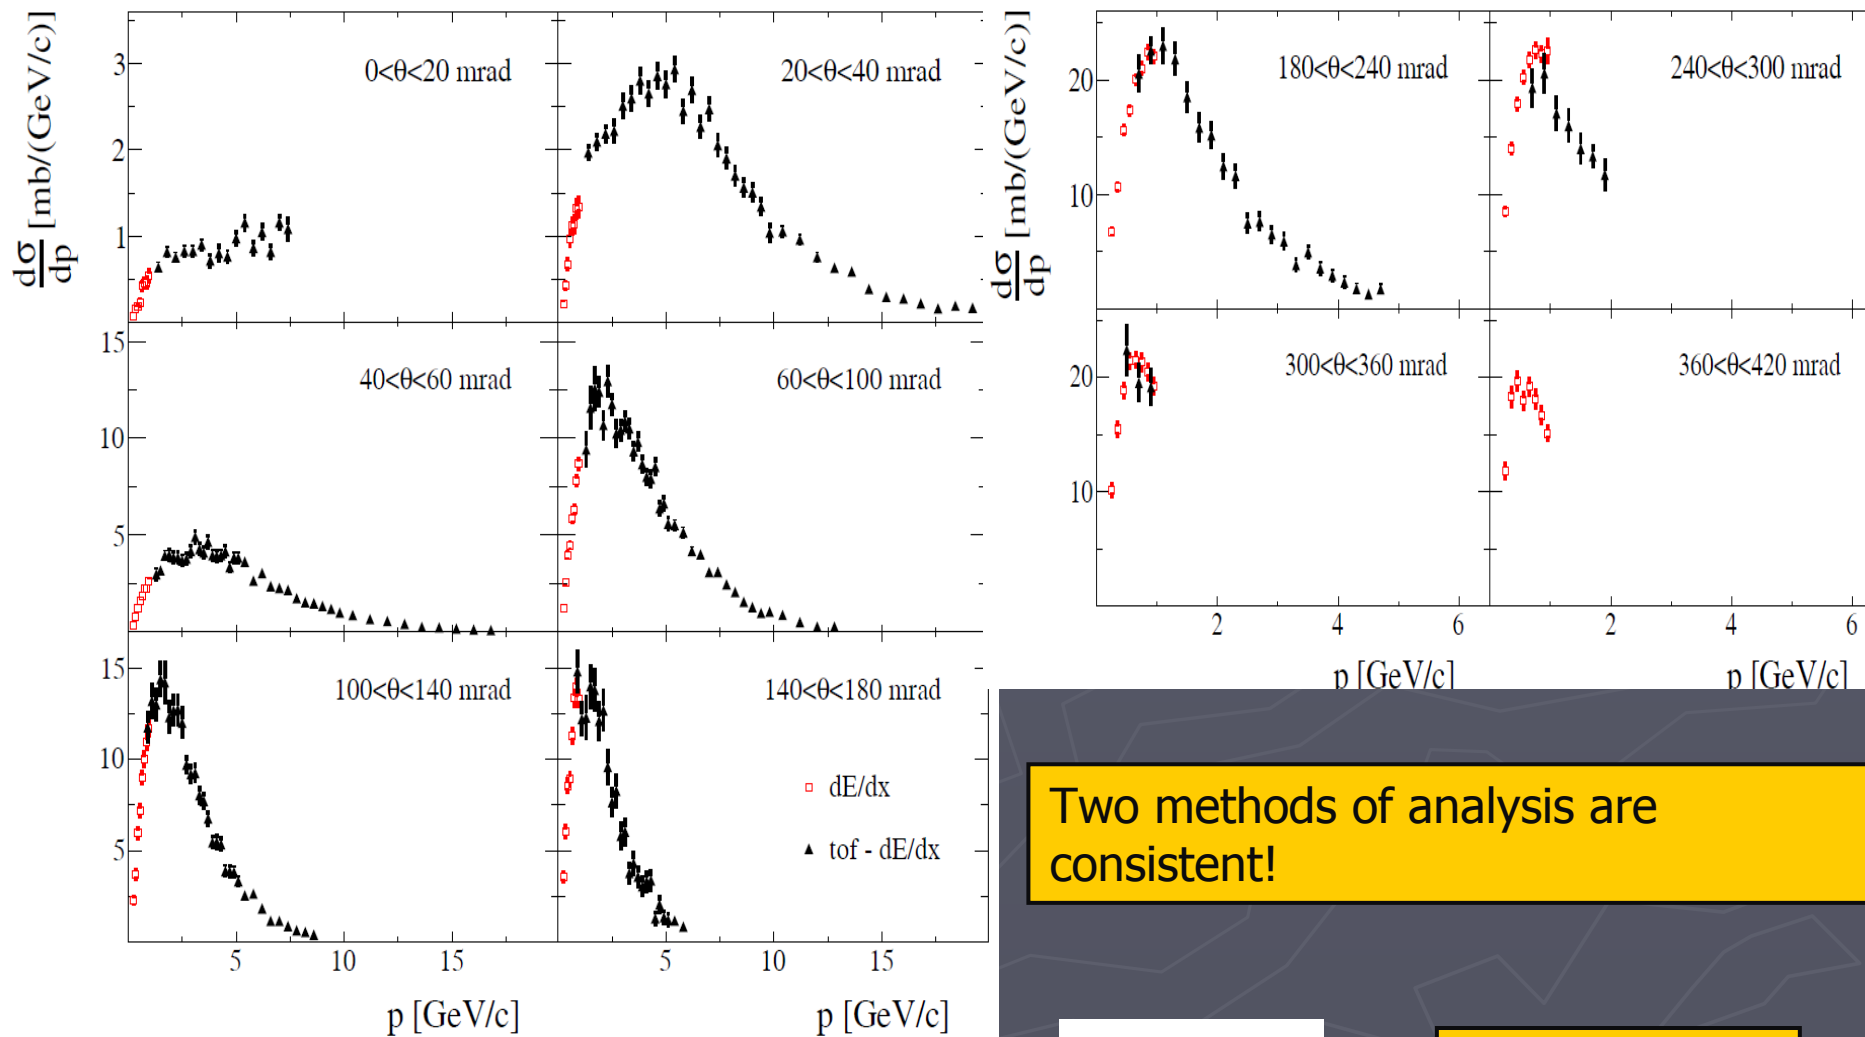 dσ/dp [mb/(GeV/c)]
0<θ<20 mrad
20<θ<40 mrad
3
2
1
40<θ<60 mrad
60<θ<100 mrad
15
10
5
100<θ<140 mrad
140<θ<180 mrad
15
10
5
dE/dx
tof - dE/dx
5 10 15
5 10 15
p [GeV/c]
p [GeV/c]
dσ/dp [mb/(GeV/c)]
dσ/dp [mb/(GeV/c)]
180<θ<240 mrad
240<θ<300 mrad
20
10
300<θ<360 mrad
360<θ<420 mrad
20
10
2 4 6
2 4 6
p [GeV/c]
p [GeV/c]
Two methods of analysis are
consistent!